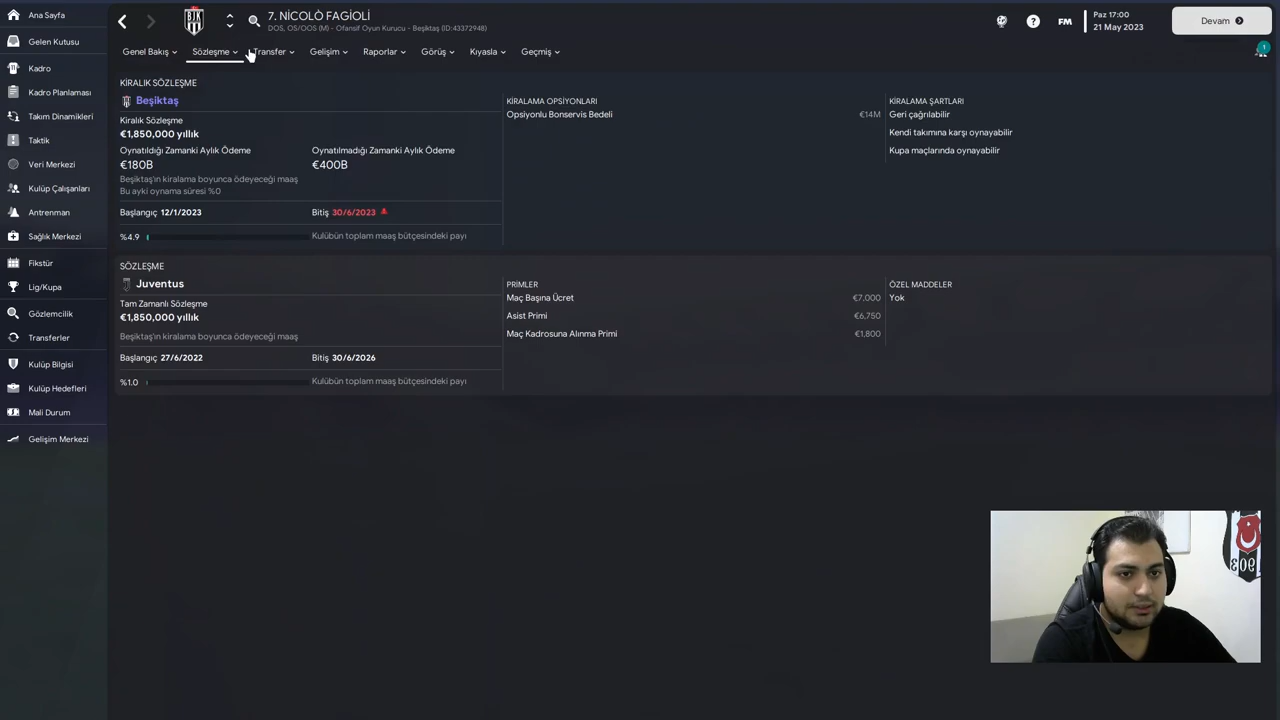 Ana Sayfa
Gelen Kutusu
Kadro
Kadro Planlaması
Takım Dinamikleri
Taktik
Veri Merkezi
Kulüp Çalışanları
Antrenman
Sağlık Merkezi
Fikstür
Lig/Kupa
Gözlemcilik
Transferler
Kulüp Bilgisi
Kulüp Hedefleri
Mali Durum
Gelişim Merkezi
BJK
7. NİCOLÒ FAGİOLİ
DOS, OS/OOS (M) - Ofansif Oyun Kurucu - Beşiktaş (ID:43372948)
FM
Paz 17:00
21 May 2023
Devam
1
Genel Bakış
Sözleşme
Transfer
Gelişim
Raporlar
Görüş
Kıyasla
Geçmiş
KİRALIK SÖZLEŞME
Beşiktaş
Kiralık Sözleşme
€1,850,000 yıllık
Oynatıldığı Zamanki Aylık Ödeme
€180B
Oynatılmadığı Zamanki Aylık Ödeme
€400B
Beşiktaş'ın kiralama boyunca ödeyeceği maaş
Bu ayki oynama süresi %0
Başlangıç 12/1/2023
Bitiş 30/6/2023
%4.9
Kulübün toplam maaş bütçesindeki payı
KİRALAMA OPSİYONLARI
Opsiyonlu Bonservis Bedeli €14M
KİRALAMA ŞARTLARI
Geri çağrılabilir
Kendi takımına karşı oynayabilir
Kupa maçlarında oynayabilir
SÖZLEŞME
Juventus
Tam Zamanlı Sözleşme
€1,850,000 yıllık
Beşiktaş'ın kiralama boyunca ödeyeceği maaş
Başlangıç 27/6/2022
Bitiş 30/6/2026
%1.0
Kulübün toplam maaş bütçesindeki payı
PRİMLER
Maç Başına Ücret €7,000
Asist Primi €6,750
Maç Kadrosuna Alınma Primi €1,800
ÖZEL MADDELER
Yok